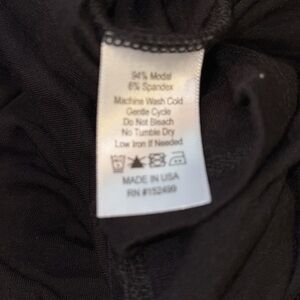 94% Modal
6% Spandex
Machine Wash Cold
Gentle Cycle
Do Not Bleach
No Tumble Dry
Low Iron If Needed
MADE IN USA
RN #152499